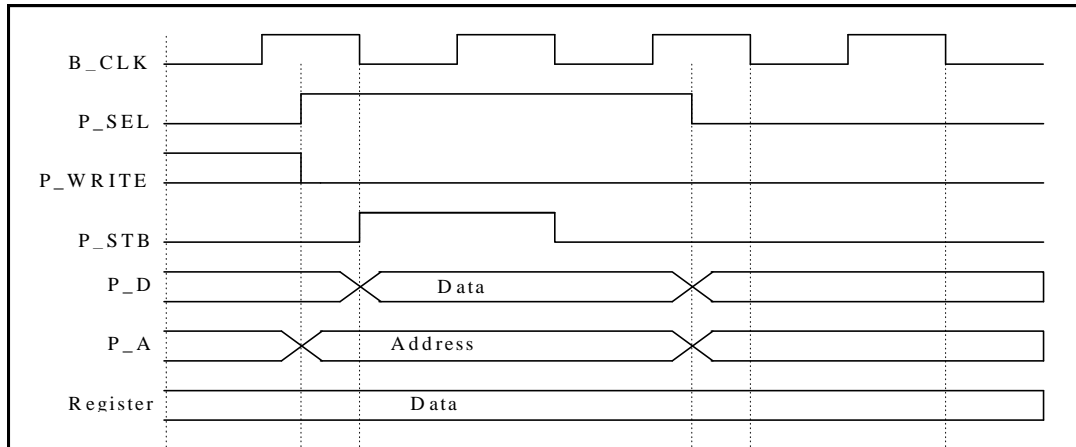 B_CLK
P_SEL
P_WRITE
P_STB
P_D Data
P_A Address
Register Data